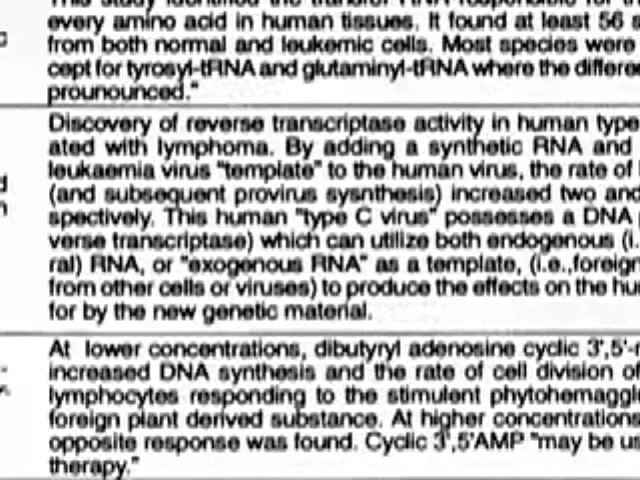 This study identified the transfer RNA responsible for
every amino acid in human tissues. It found at least 56 s
from both normal and leukemic cells. Most species were
cept for tyrosyl-tRNA and glutaminyl-tRNA where the differe
prounounced."
Discovery of reverse transcriptase activity in human type
ated with lymphoma. By adding a synthetic RNA and
leukaemia virus "template" to the human virus, the rate of
(and subsequent provirus sysnthesis) increased two an
spectively. This human "type C virus" possesses a DNA
verse transcriptase) which can utilize both endogenous (i.
ral) RNA, or "exogenous RNA" as a template, (i.e.,foreign
from other cells or viruses) to produce the effects on the hu
for by the new genetic material.
At lower concentrations, dibutyryl adenosine cyclic 3',5'-
increased DNA synthesis and the rate of cell division of
lymphocytes responding to the stimulent phytohemaggl
foreign plant derived substance. At higher concentrations
opposite response was found. Cyclic 3',5'AMP "may be us
therapy."